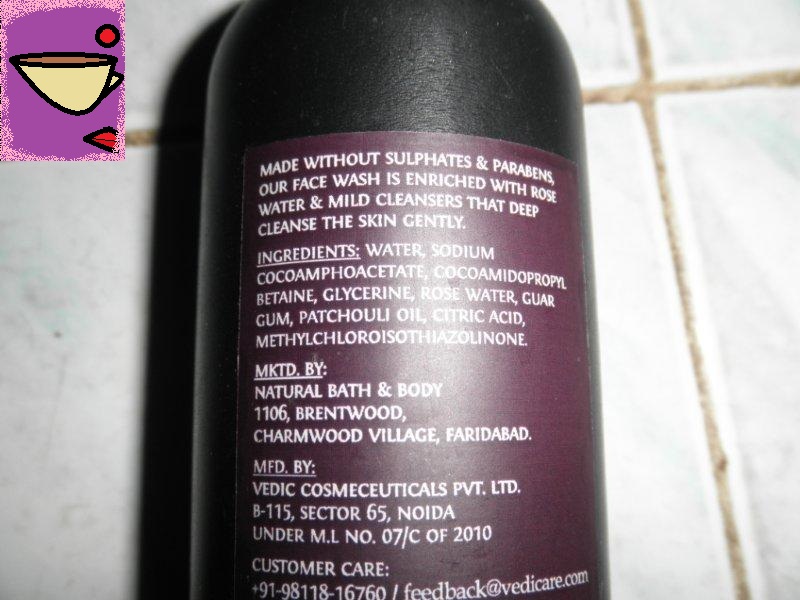 MADE WITHOUT SULPHATES & PARABENS,
OUR FACE WASH IS ENRICHED WITH ROSE
WATER & MILD CLEANSERS THAT DEEP
CLEANSE THE SKIN GENTLY.
INGREDIENTS: WATER, SODIUM
COCOAMPHOACETATE, COCOAMIDOPROPYL
BETAINE, GLYCERINE, ROSE WATER, GUAR
GUM, PATCHOULI OIL, CITRIC ACID,
METHYLCHLOROISOTHIAZOLINONE.
MKTD. BY:
NATURAL BATH & BODY
1106, BRENTWOOD,
CHARMWOOD VILLAGE, FARIDABAD.
MFD. BY:
VEDIC COSMECEUTICALS PVT. LTD.
B-115, SECTOR 65, NOIDA
UNDER M.L NO. 07/C OF 2010
CUSTOMER CARE:
+91-98118-16760 / feedback@vedicare.com